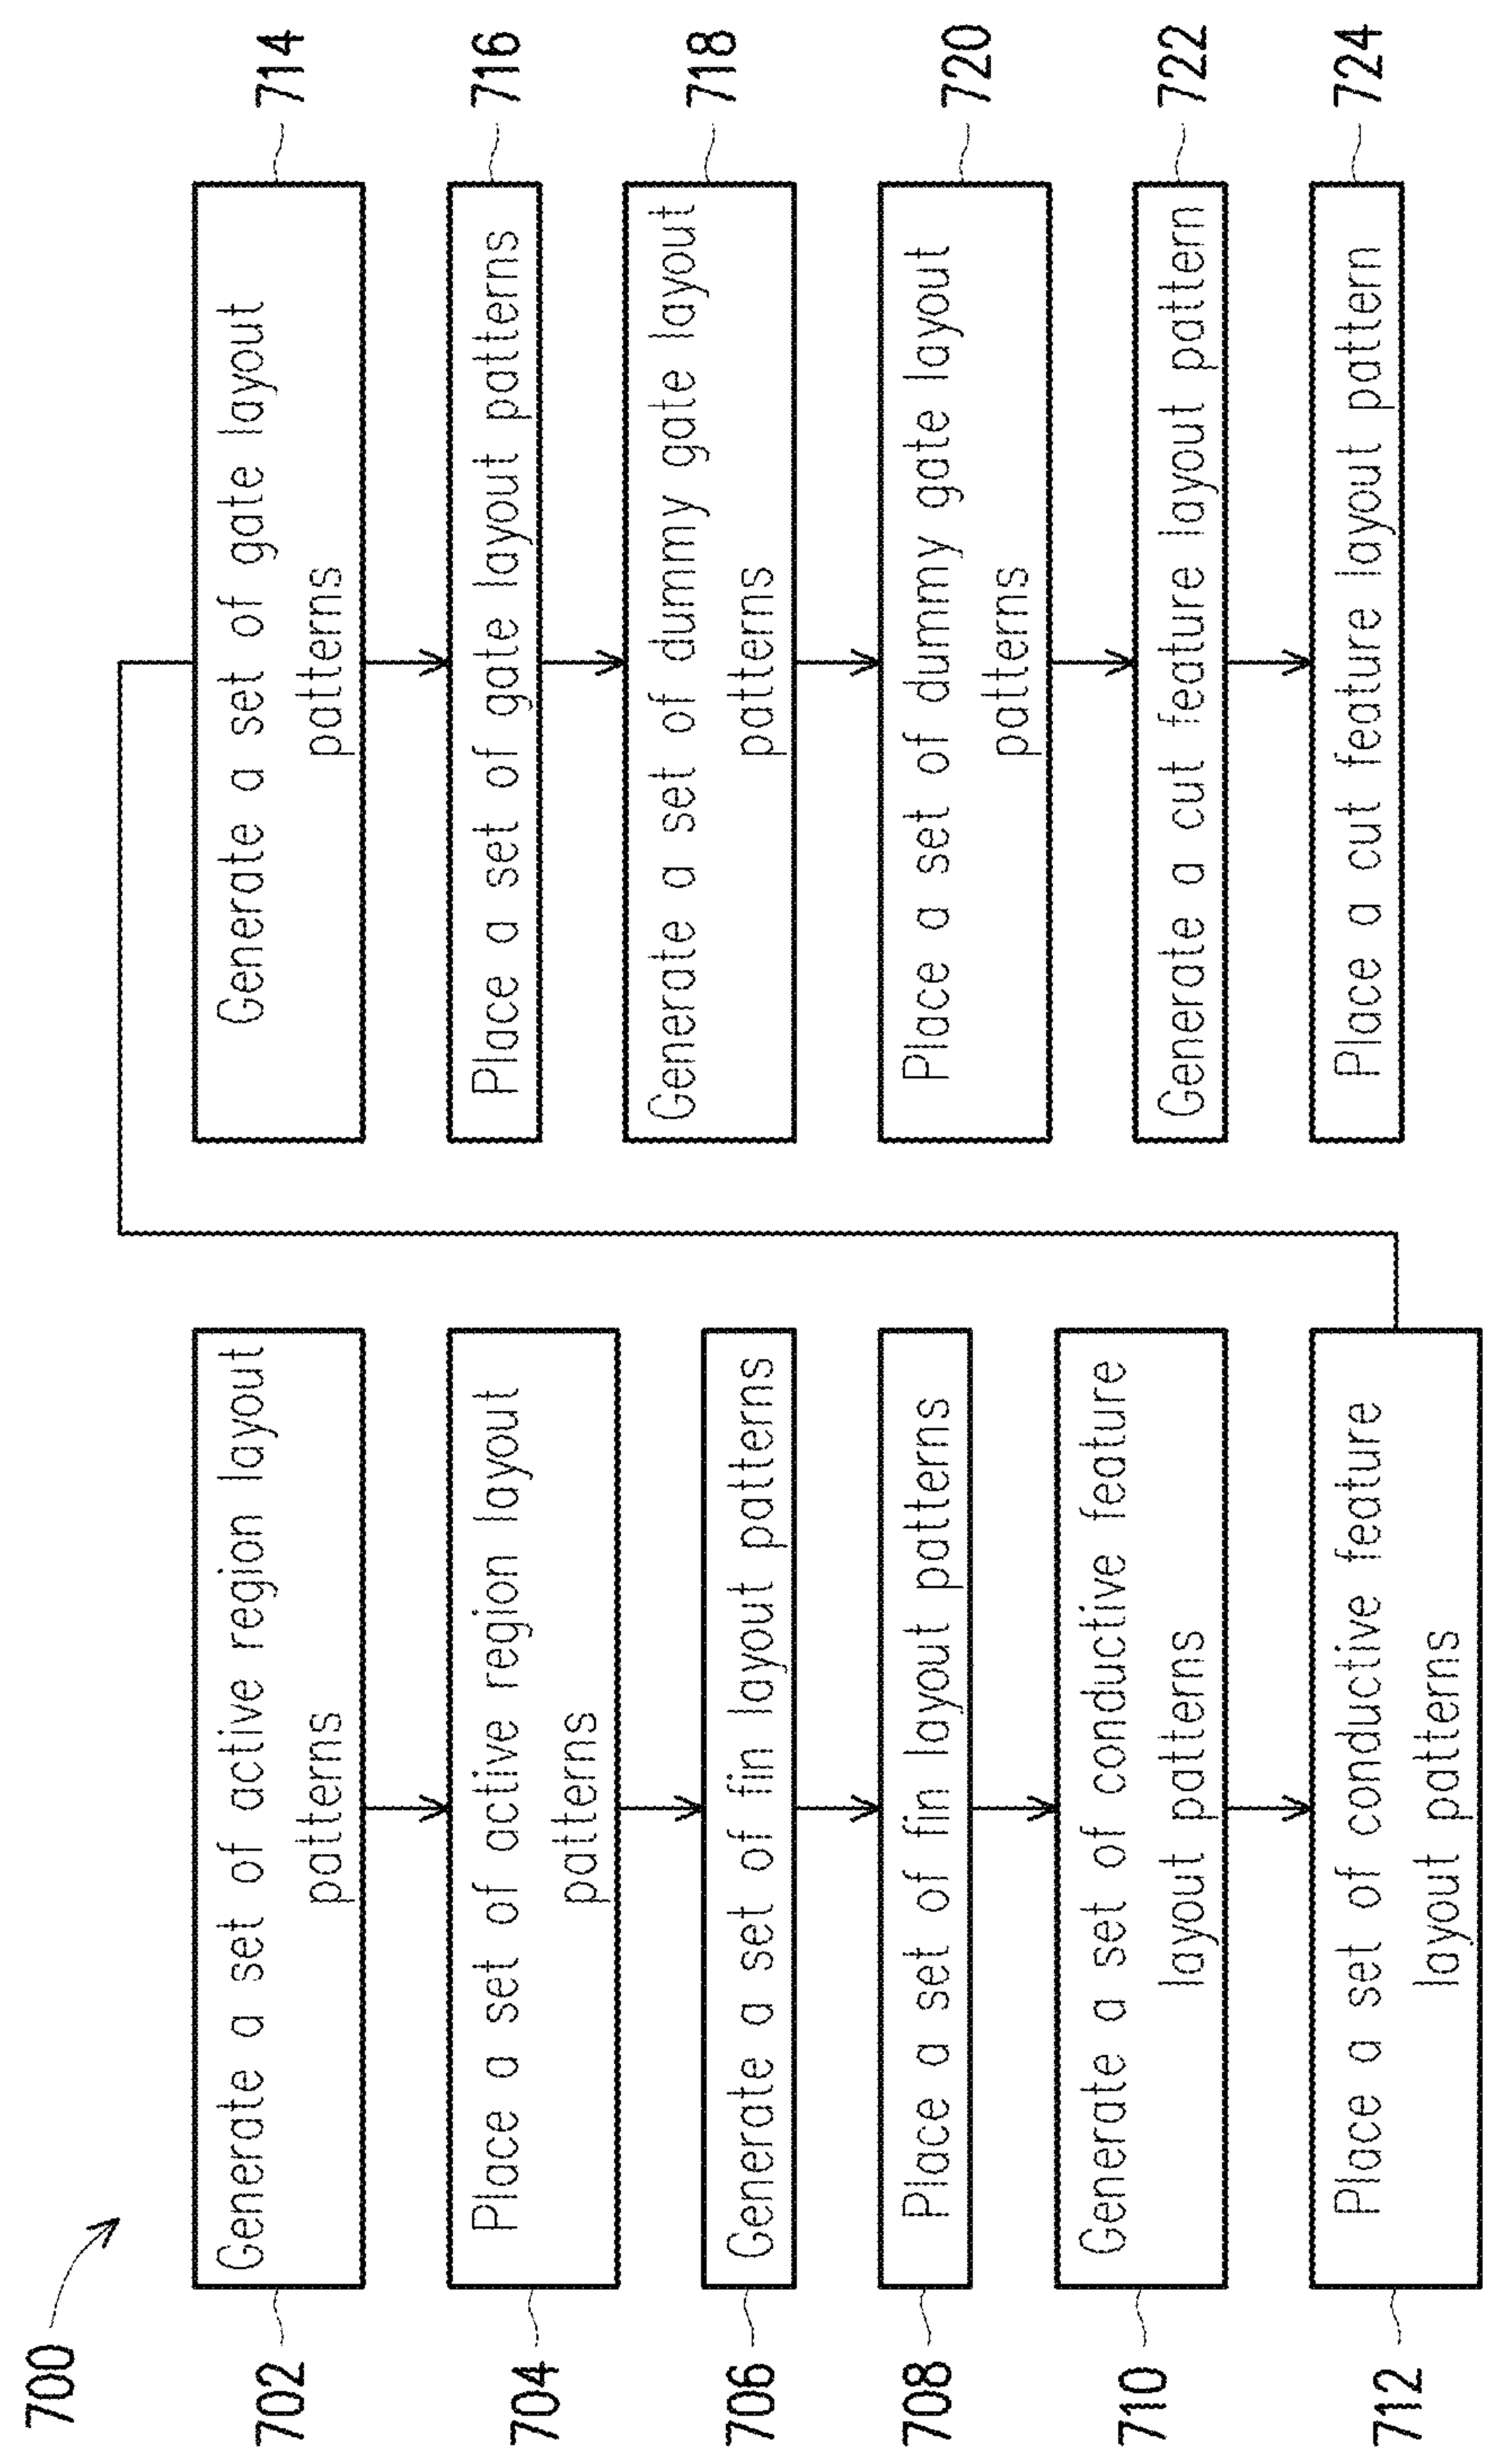 700
702
Generate a set of active region layout
patterns
704
Place a set of active region layout
patterns
706
Generate a set of fin layout patterns
708
Place a set of fin layout patterns
710
Generate a set of conductive feature
layout patterns
712
Place a set of conductive feature
layout patterns
714
Generate a set of gate layout
patterns
716
Place a set of gate layout patterns
718
Generate a set of dummy gate layout
patterns
720
Place a set of dummy gate layout
patterns
722
Generate a cut feature layout pattern
724
Place a cut feature layout pattern